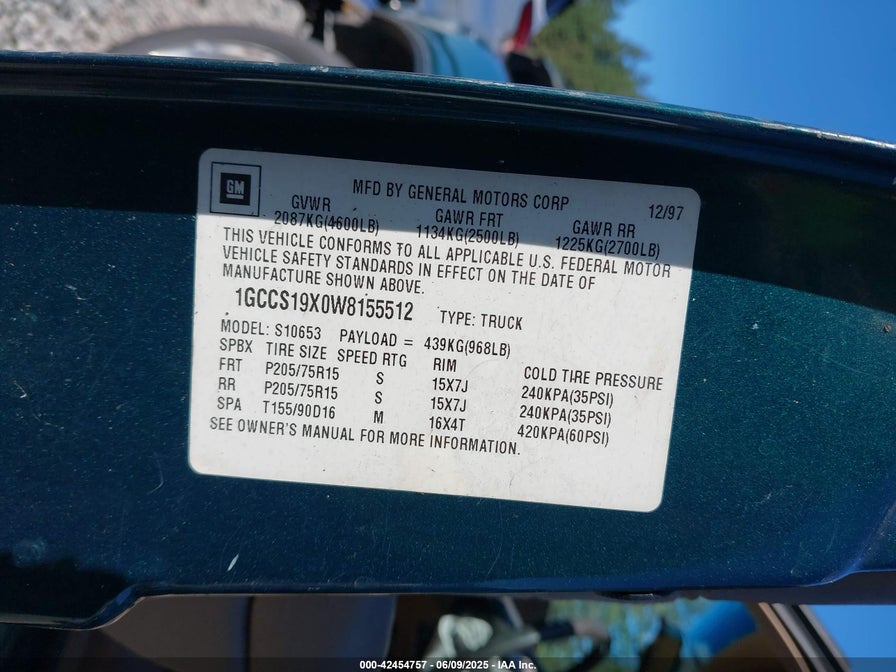 GM
MFD BY GENERAL MOTORS CORP 12/97
GVWR GAWR FRT GAWR RR
2087KG(4600LB) 1134KG(2500LB) 1225KG(2700LB)
THIS VEHICLE CONFORMS TO ALL APPLICABLE U.S. FEDERAL MOTOR
VEHICLE SAFETY STANDARDS IN EFFECT ON THE DATE OF
MANUFACTURE SHOWN ABOVE.
1GCCS19X0W8155512 TYPE: TRUCK
MODEL: S10653 PAYLOAD = 439KG(968LB)
SPBX TIRE SIZE SPEED RTG RIM COLD TIRE PRESSURE
FRT P205/75R15 S 15X7J 240KPA(35PSI)
RR P205/75R15 S 15X7J 240KPA(35PSI)
SPA T155/90D16 M 16X4T 420KPA(60PSI)
SEE OWNER'S MANUAL FOR MORE INFORMATION.
000-42454757 - 06/09/2025 - IAA Inc.